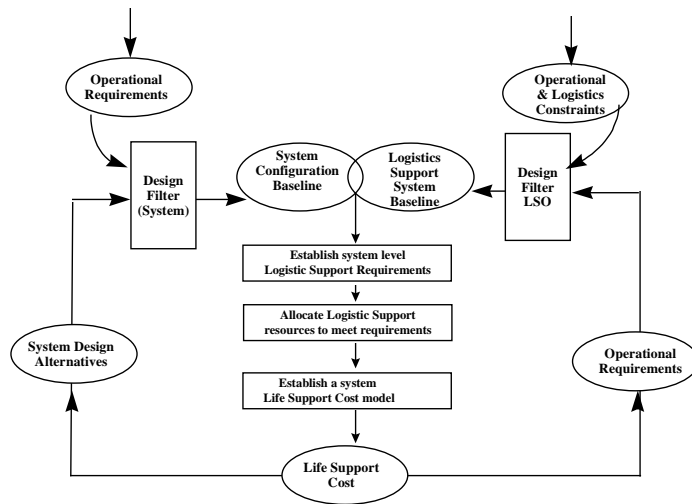 Operational
Requirements
Operational
& Logistics
Constraints
Design
Filter
(System)
System
Configuration
Baseline
Logistics
Support
System
Baseline
Design
Filter
LSO
Establish system level
Logistic Support Requirements
Allocate Logistic Support
resources to meet requirements
System Design
Alternatives
Operational
Requirements
Establish a system
Life Support Cost model
Life Support
Cost